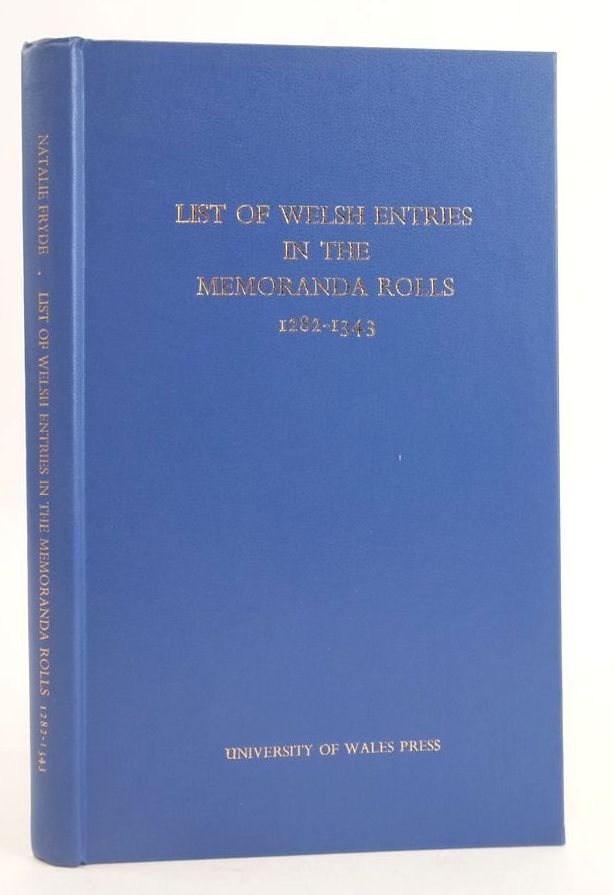 NATALIE FRYDE . LIST OF WELSH ENTRIES IN THE MEMORANDA ROLLS 1282-1343
LIST OF WELSH ENTRIES
IN THE
MEMORANDA ROLLS
1282-1343
UNIVERSITY OF WALES PRESS